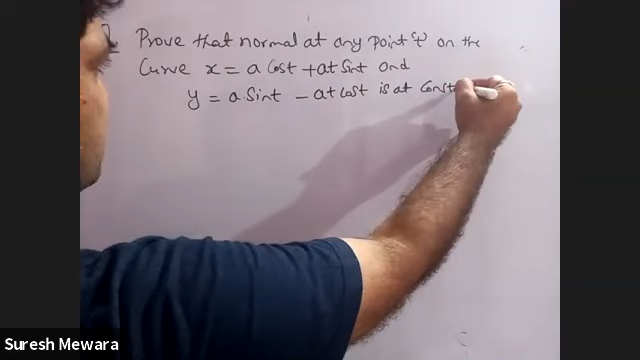 Prove that normal at any point 't' on the
Curve x = a Cost + at Sint and
y = a Sint - at cost is at Const
Suresh Mewara